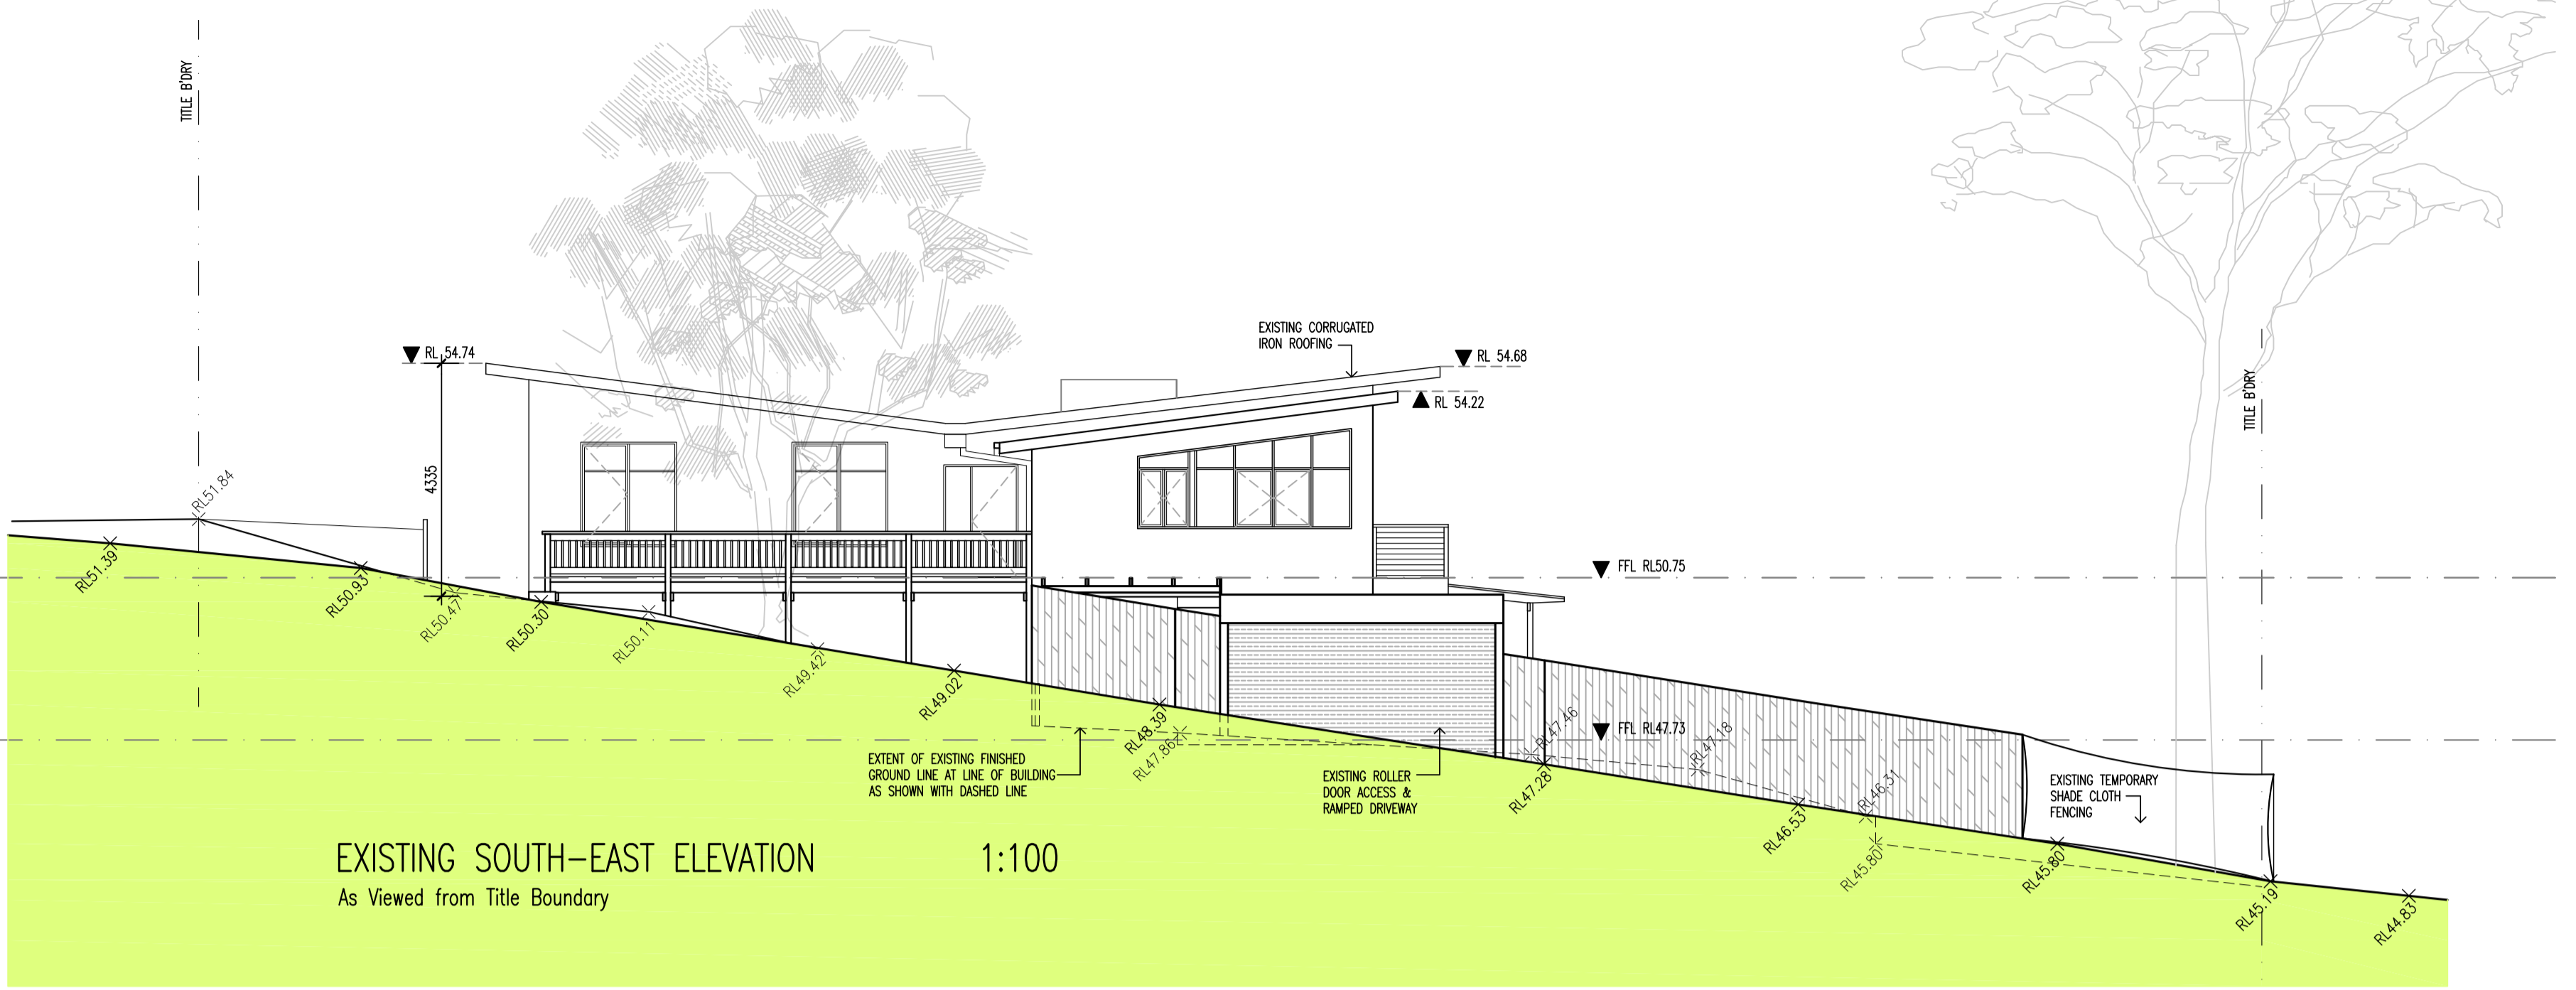 TITLE B'DRY
EXISTING CORRUGATED
IRON ROOFING
RL 54.74
RL 54.68
RL 54.22
TITLE B'DRY
4335
RL51.84
RL51.39
RL50.93
RL50.47
RL50.30
RL50.11
RL49.42
RL49.02
RL48.39
RL47.86
FFL RL50.75
FFL RL47.73
RL47.46
RL47.18
RL46.31
RL47.28
RL46.53
RL45.80
RL45.80
RL45.19
RL44.83
EXTENT OF EXISTING FINISHED
GROUND LINE AT LINE OF BUILDING
AS SHOWN WITH DASHED LINE
EXISTING ROLLER
DOOR ACCESS &
RAMPED DRIVEWAY
EXISTING TEMPORARY
SHADE CLOTH
FENCING
EXISTING SOUTH-EAST ELEVATION 1:100
As Viewed from Title Boundary